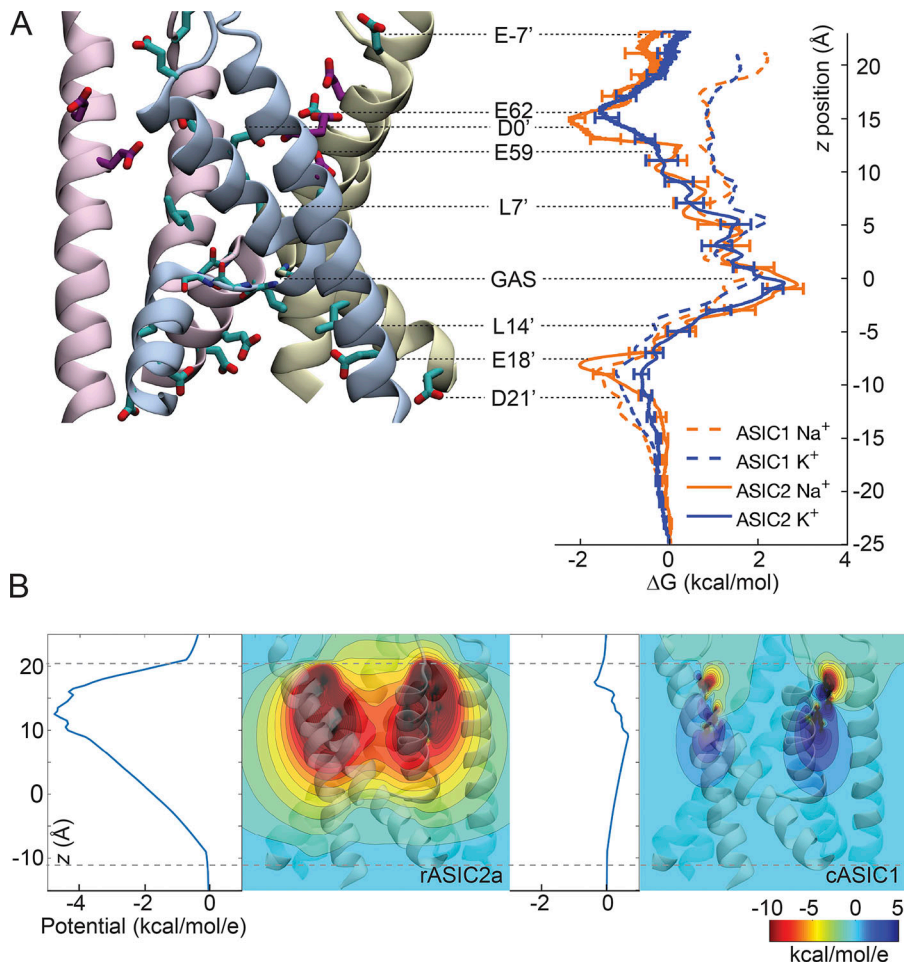 A
E-7'
E62
D0'
E59
L7'
GAS
L14'
E18'
D21'
z position (Å)
20
15
10
5
0
-5
-10
-15
-20
-25
ASIC1 Na+
ASIC1 K+
ASIC2 Na+
ASIC2 K+
-2 0 2 4
ΔG (kcal/mol)
B
20
10
0
-10
z (Å)
-4 -2 0
Potential (kcal/mol/e)
rASIC2a
-2 0
cASIC1
-10 -5 0 5
kcal/mol/e